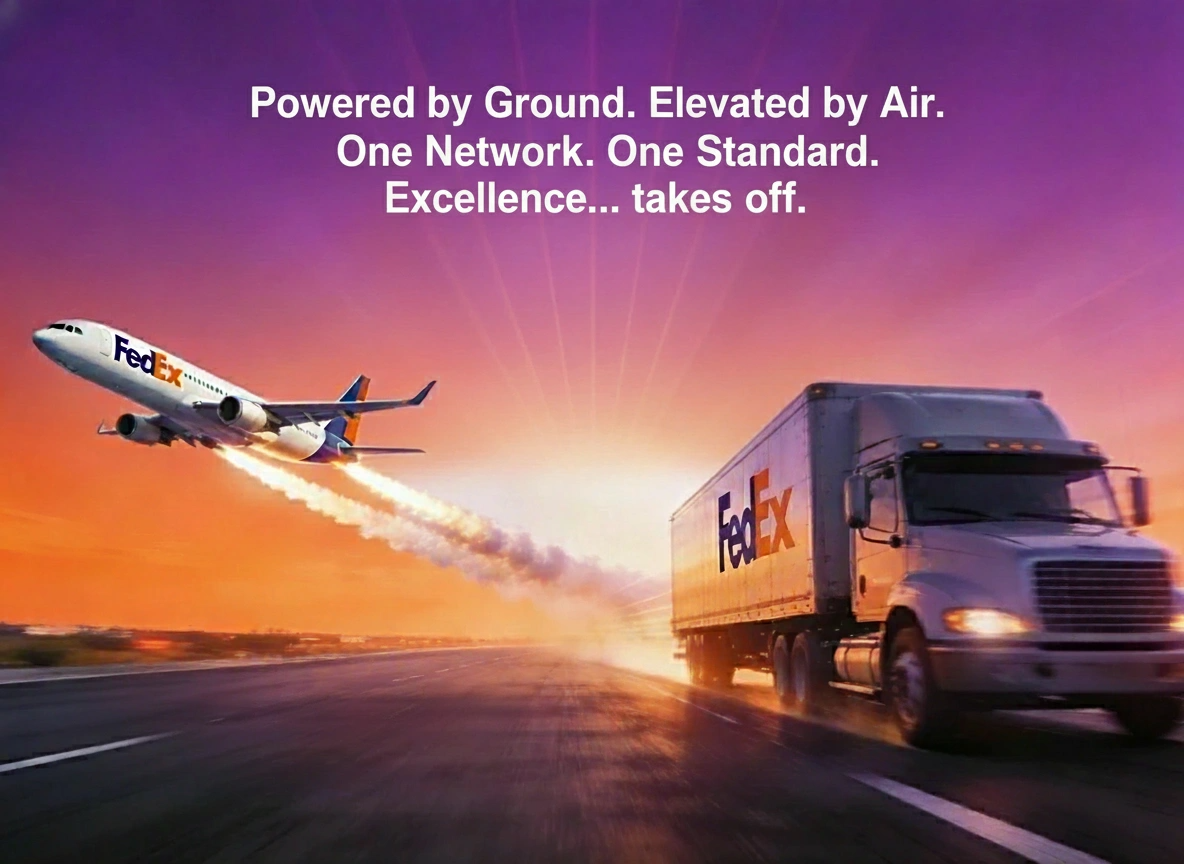 Powered by Ground. Elevated by Air.
One Network. One Standard.
Excellence... takes off.
FedEx
FedEx